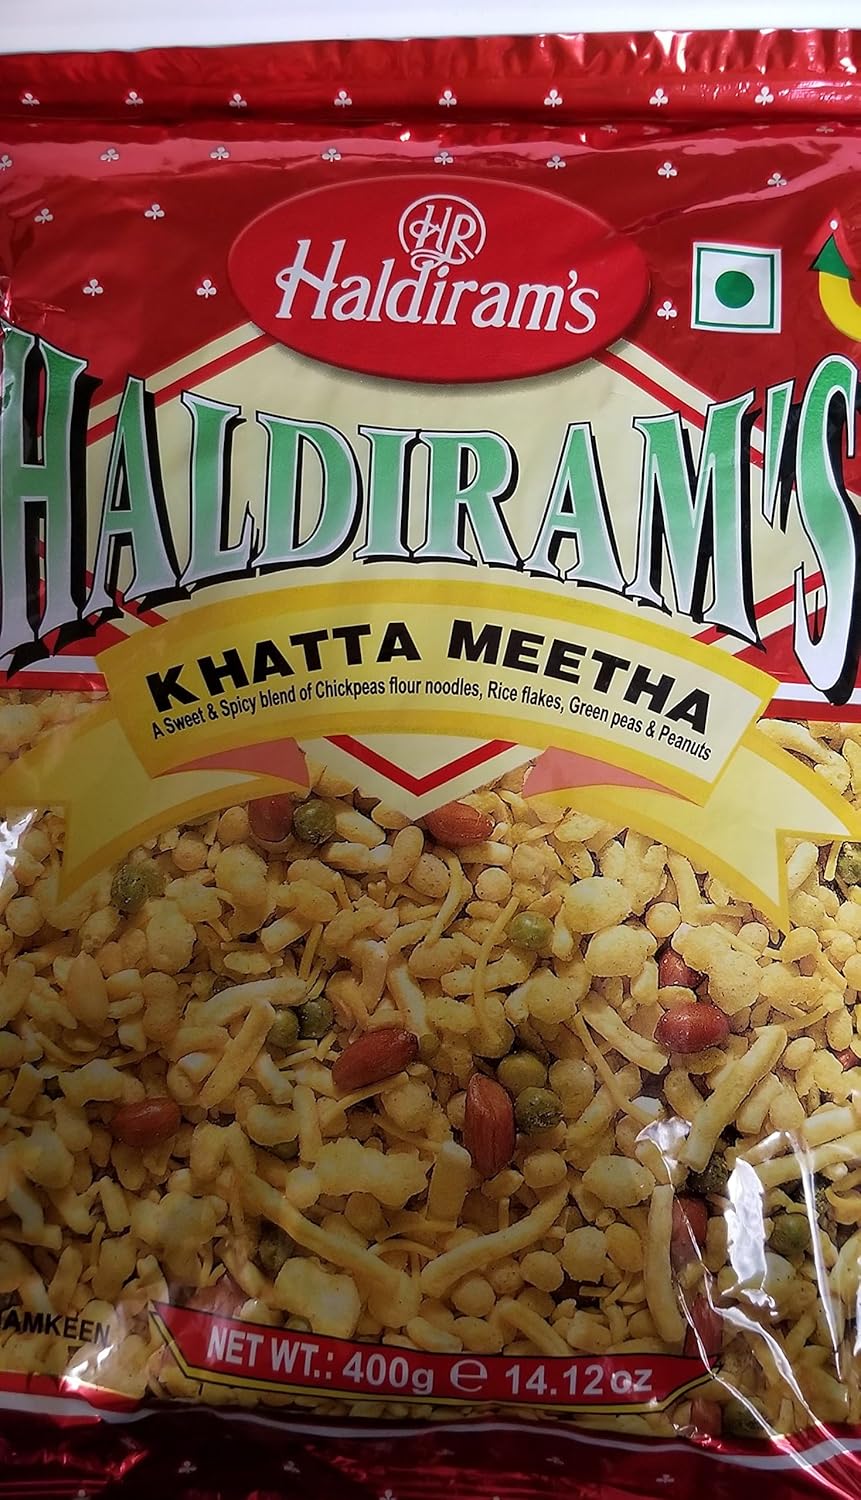 HR
Haldiram's
HALDIRAM'S
KHATTA MEETHA
A Sweet & Spicy blend of Chickpeas flour noodles, Rice flakes, Green peas & Peanuts
AMKEEN
NET WT.: 400g ℮ 14.12 oz